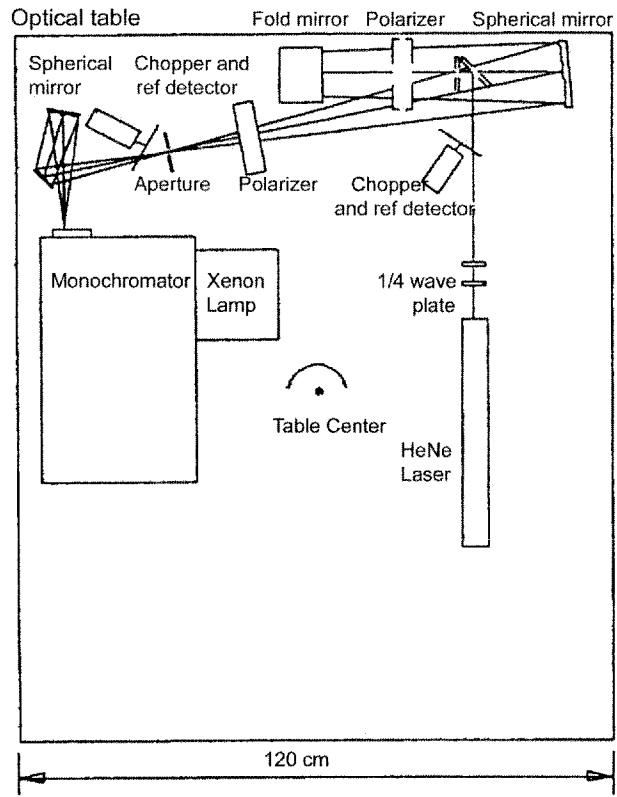 Optical table
Fold mirror
Polarizer
Spherical mirror
Spherical
mirror
Chopper and
ref detector
Aperture
Polarizer
Chopper
and ref detector
Monochromator
Xenon
Lamp
1/4 wave
plate
Table Center
HeNe
Laser
120 cm